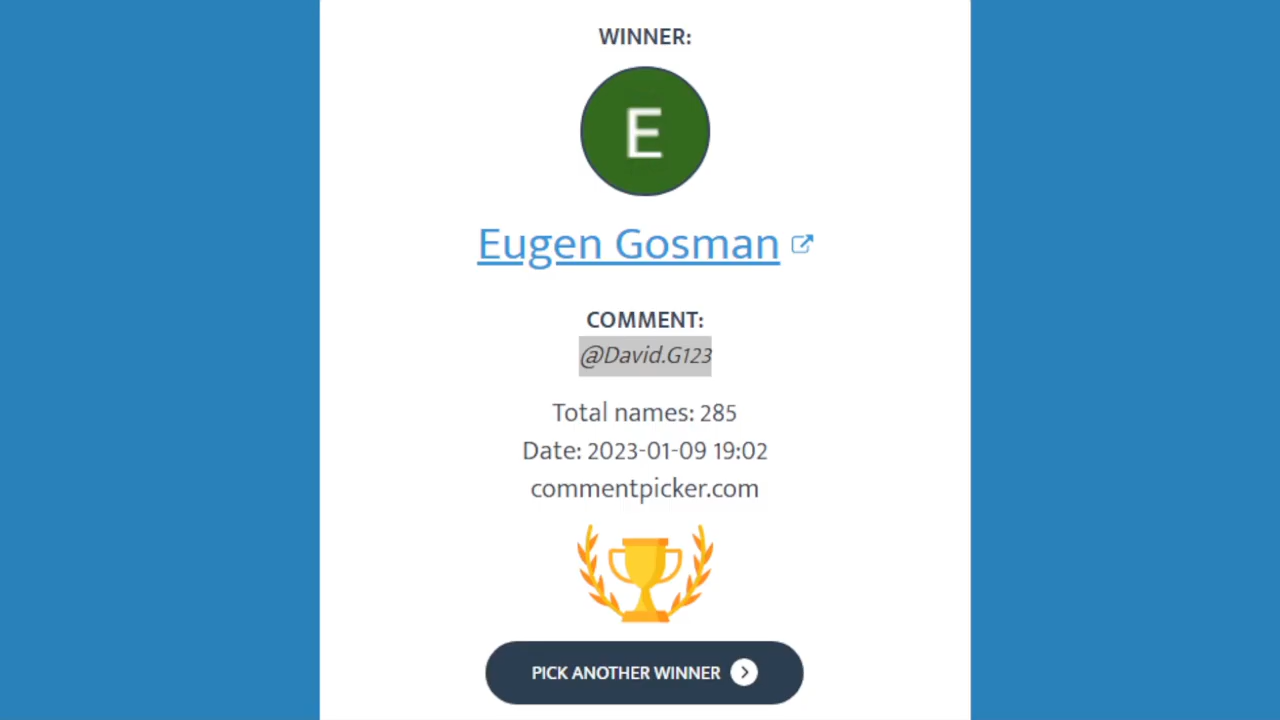 WINNER:
E
Eugen Gosman
COMMENT:
@David.G123
Total names: 285
Date: 2023-01-09 19:02
commentpicker.com
PICK ANOTHER WINNER